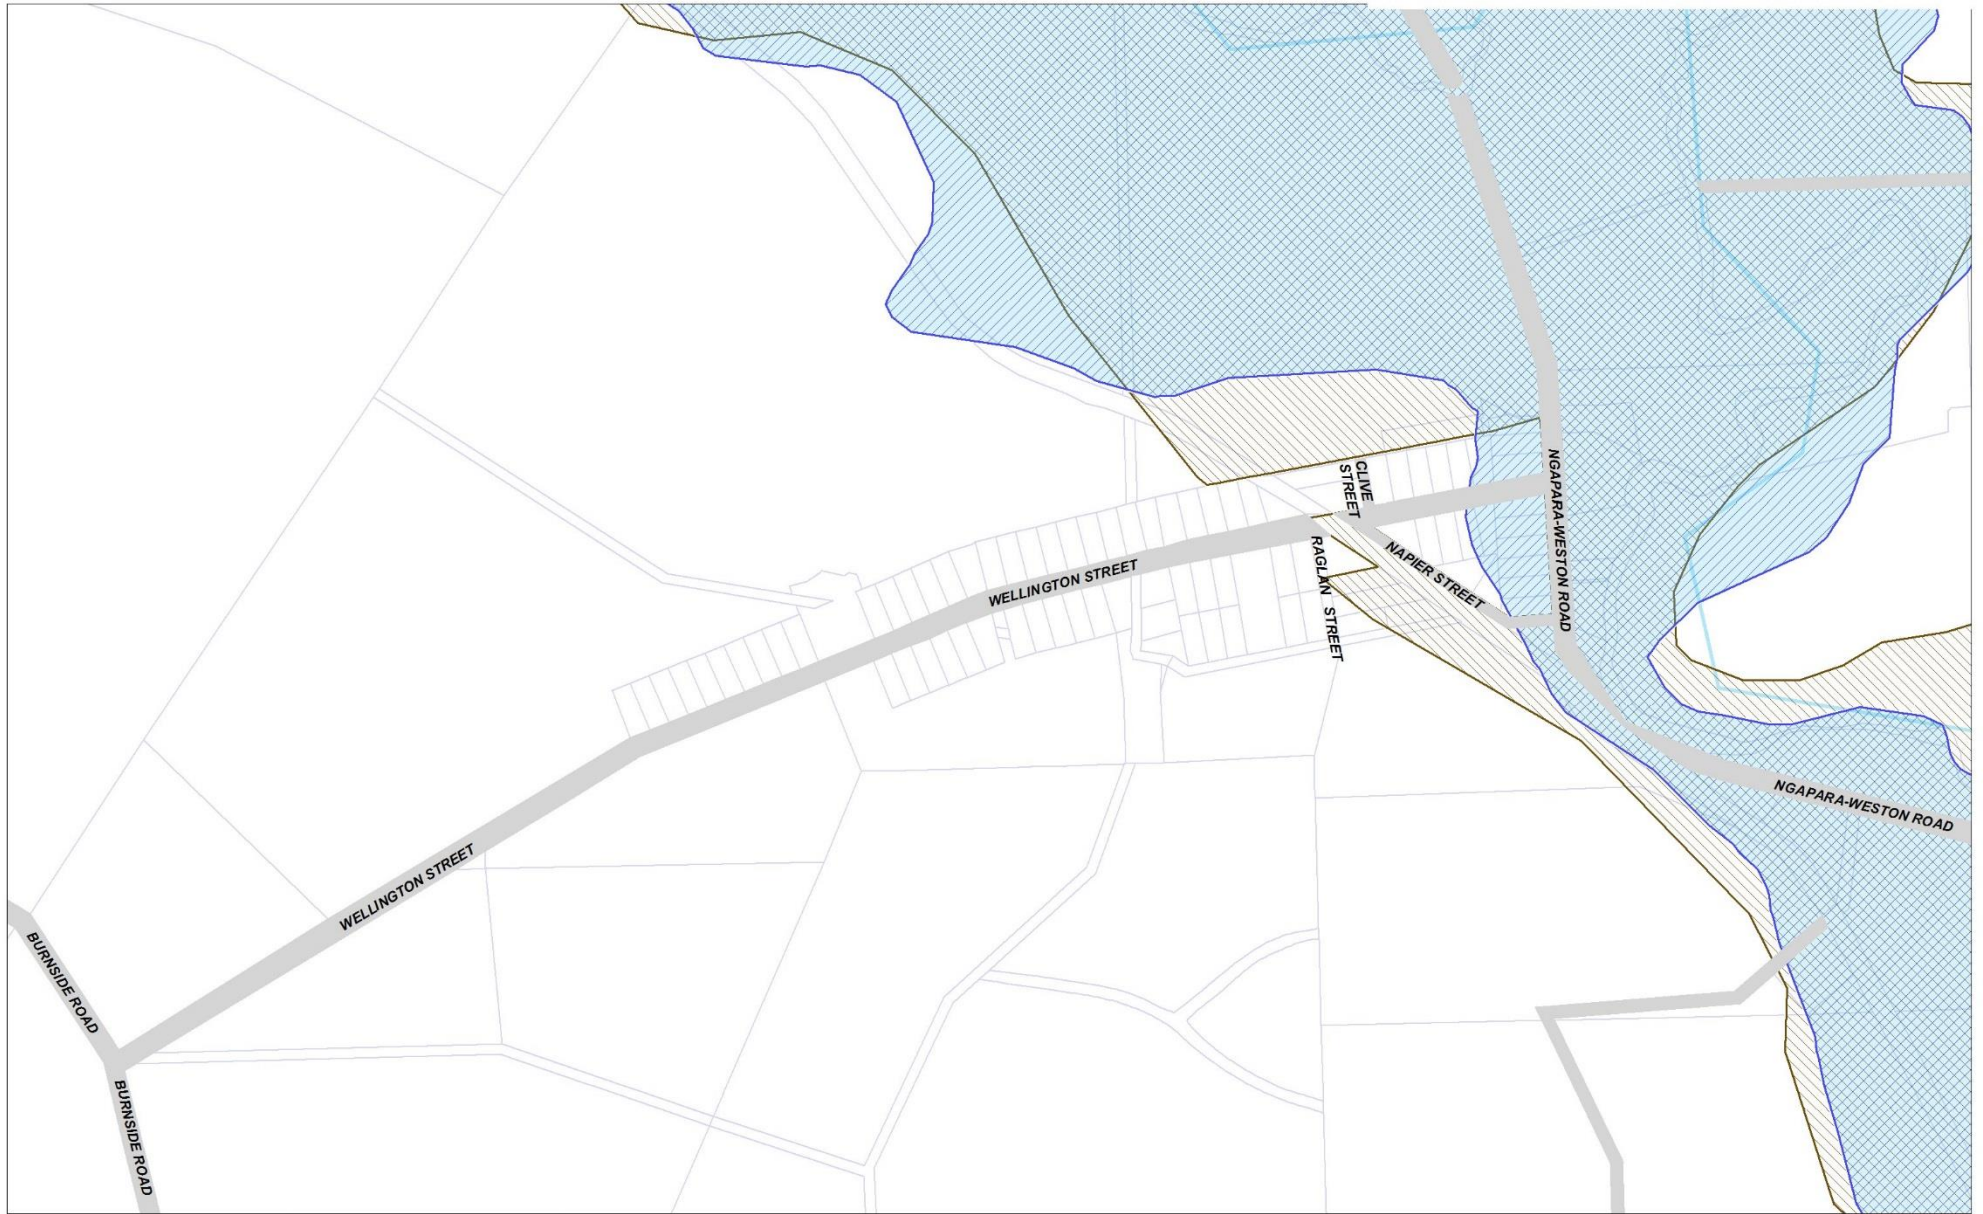 CLIVE
STREET
NGAPARA-WESTON ROAD
NAPIER STREET
RAGLAN STREET
WELLINGTON STREET
NGAPARA-WESTON ROAD
WELLINGTON STREET
BURNSIDE ROAD
BURNSIDE ROAD